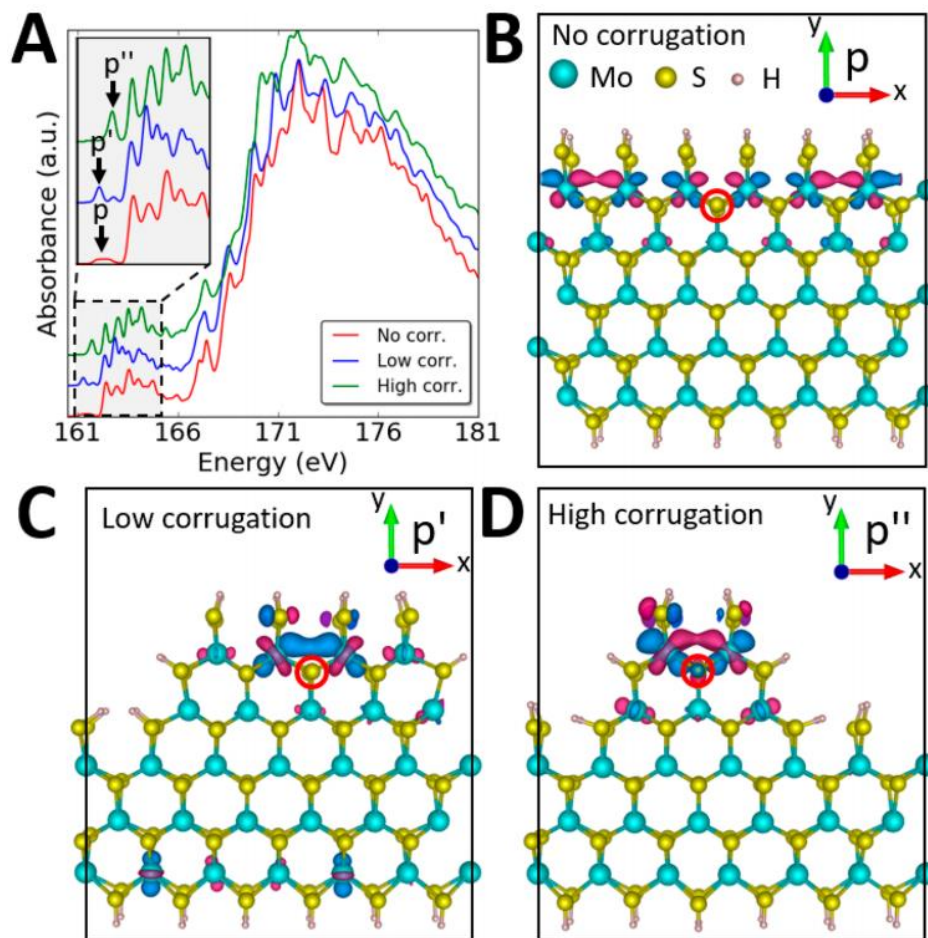 A
p''
p'
p
Absorbance (a.u.)
No corr.
Low corr.
High corr.
161 166 171 176 181
Energy (eV)
B
No corrugation
Mo S H
y
p
x
C
Low corrugation
y
p'
x
D
High corrugation
y
p''
x